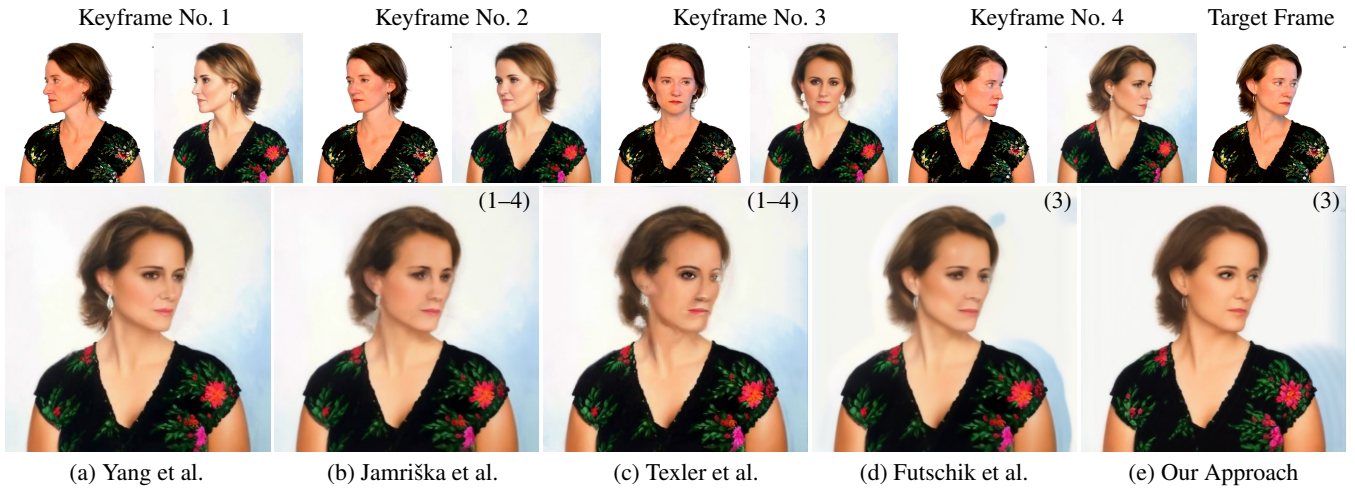 Keyframe No. 1 Keyframe No. 2 Keyframe No. 3 Keyframe No. 4 Target Frame
(1–4) (1–4) (3) (3)
(a) Yang et al. (b) Jamriška et al. (c) Texler et al. (d) Futschik et al. (e) Our Approach